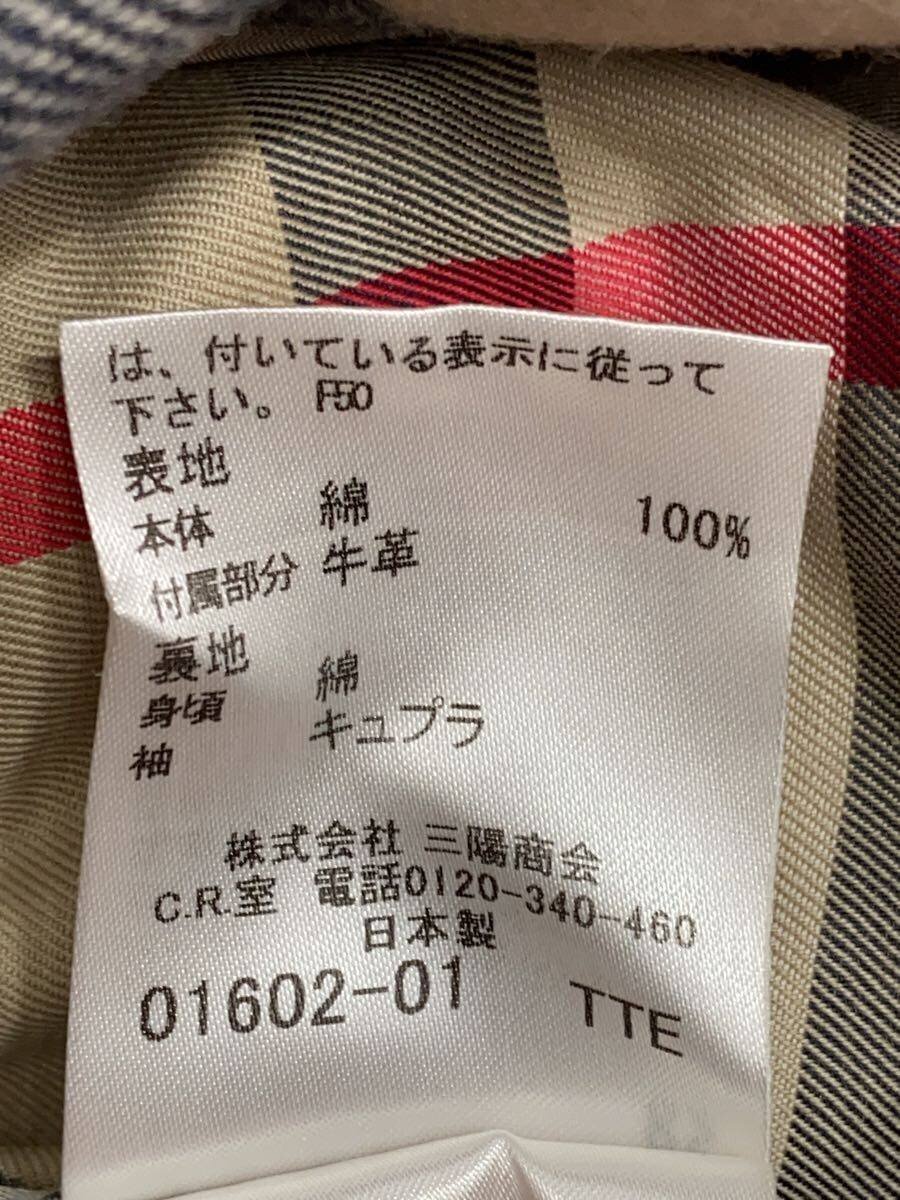 は、付いている表示に従って
下さい。 F50
表地
本体 綿 100%
付属部分 牛革
裏地
身頃 綿
袖 キュプラ
株式会社 三陽商会
C.R.室 電話0120-340-460
日本製
01602-01 TTE